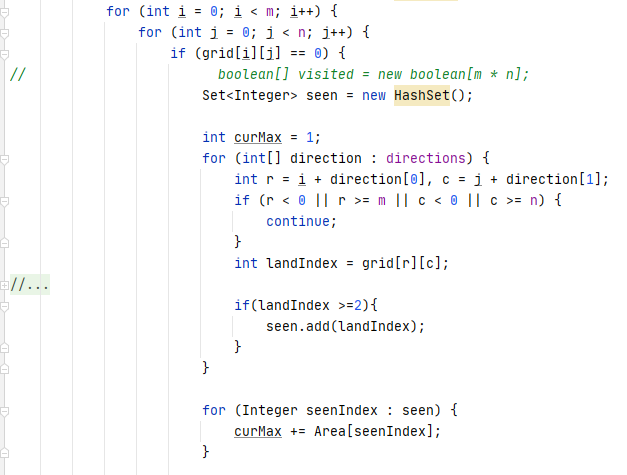 for (int i = 0; i < m; i++) {
for (int j = 0; j < n; j++) {
if (grid[i][j] == 0) {
// boolean[] visited = new boolean[m * n];
Set<Integer> seen = new HashSet();
int curMax = 1;
for (int[] direction : directions) {
int r = i + direction[0], c = j + direction[1];
if (r < 0 || r >= m || c < 0 || c >= n) {
continue;
}
int landIndex = grid[r][c];
//...
if(landIndex >=2){
seen.add(landIndex);
}
}
for (Integer seenIndex : seen) {
curMax += Area[seenIndex];
}